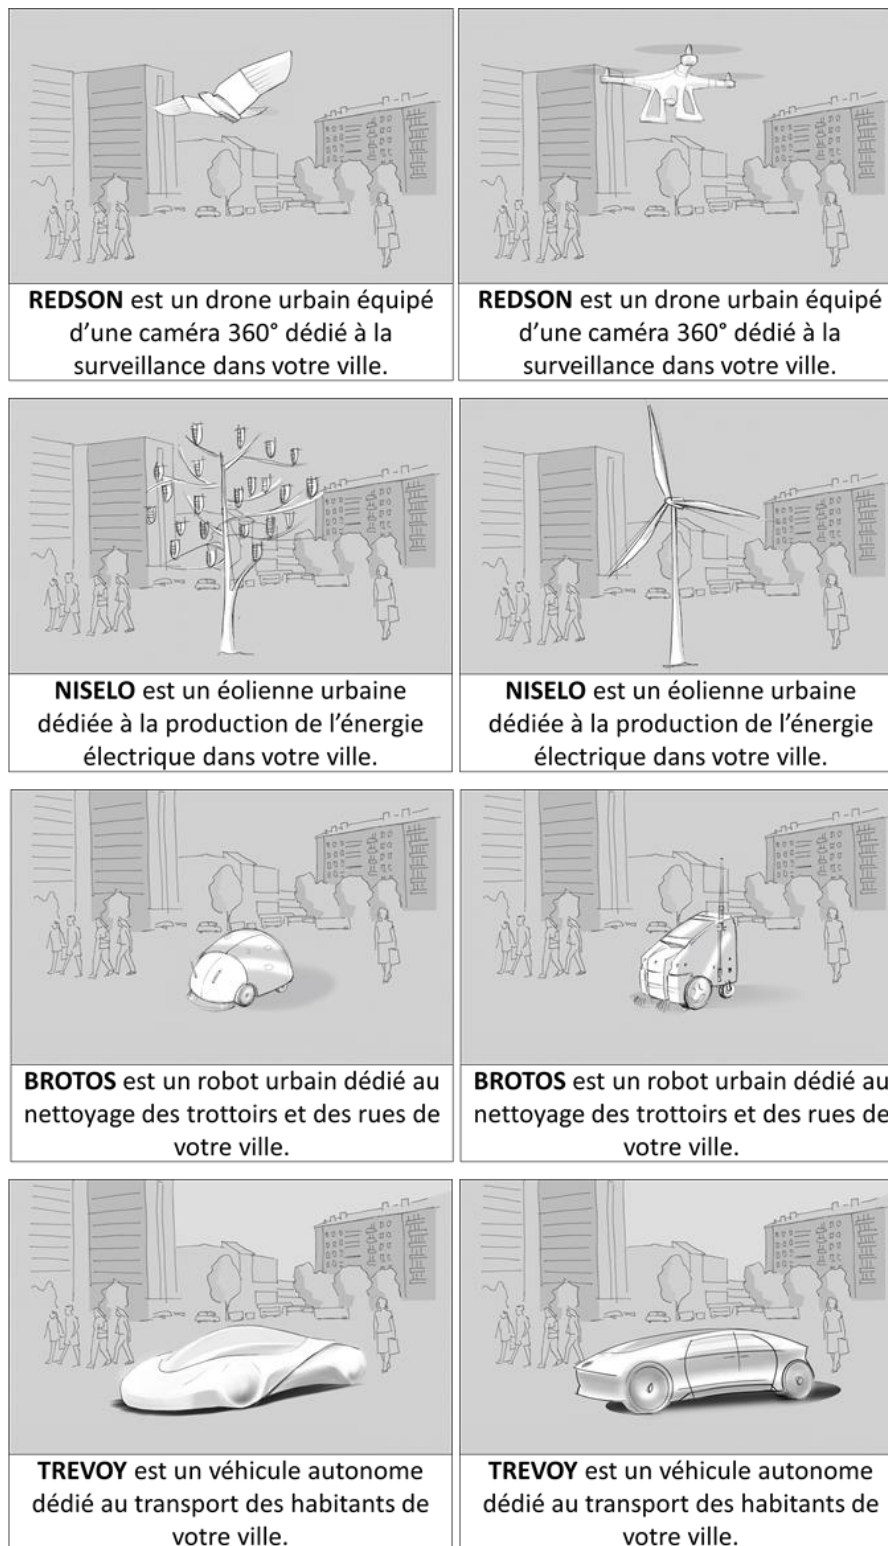 REDSON est un drone urbain équipé
d’une caméra 360° dédié à la
surveillance dans votre ville.
REDSON est un drone urbain équipé
d’une caméra 360° dédié à la
surveillance dans votre ville.
NISELO est un éolienne urbaine
dédiée à la production de l’énergie
électrique dans votre ville.
NISELO est un éolienne urbaine
dédiée à la production de l’énergie
électrique dans votre ville.
BROTOS est un robot urbain dédié au
nettoyage des trottoirs et des rues de
votre ville.
BROTOS est un robot urbain dédié au
nettoyage des trottoirs et des rues de
votre ville.
TREVOY est un véhicule autonome
dédié au transport des habitants de
votre ville.
TREVOY est un véhicule autonome
dédié au transport des habitants de
votre ville.